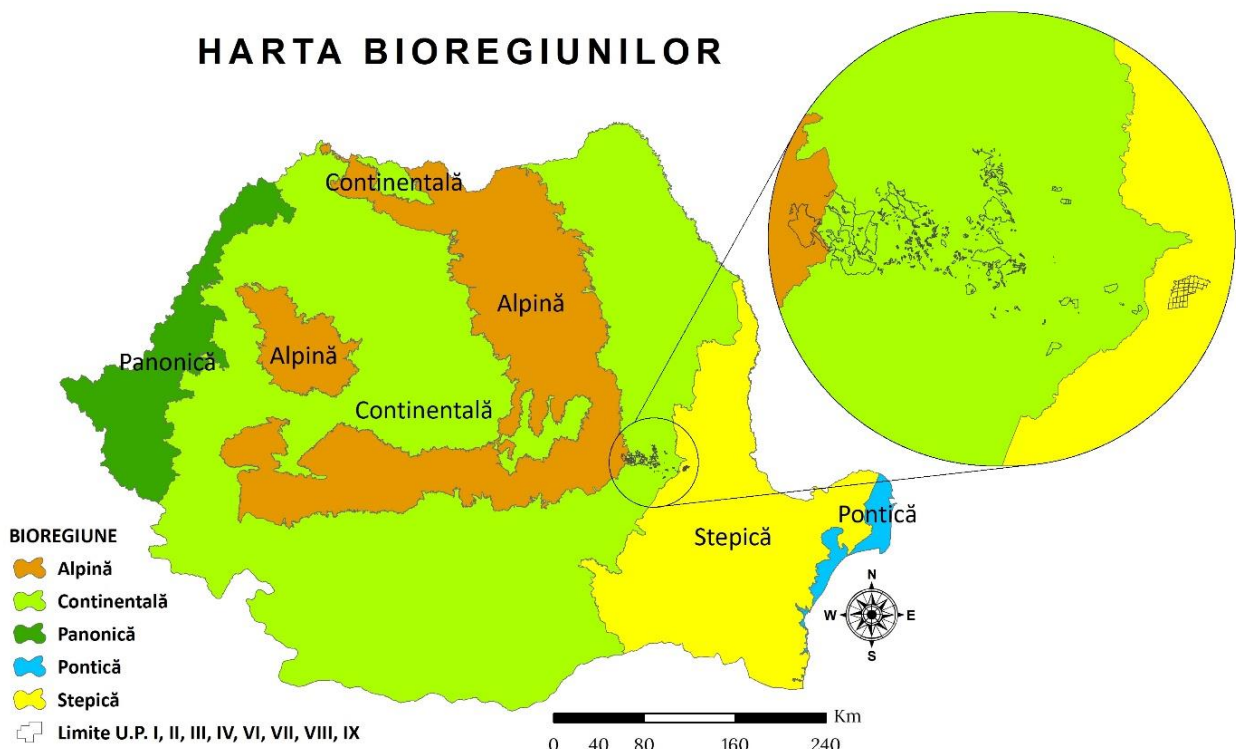 HARTA BIOREGIUNILOR
Continentală
Alpină
Panonică
Alpină
Continentală
Stepică
Pontică
BIOREGIUNE
Alpină
Continentală
Panonică
Pontică
Stepică
Limite U.P. I, II, III, IV, VI, VII, VIII, IX
N
W E
S
Km
0 40 80 160 240